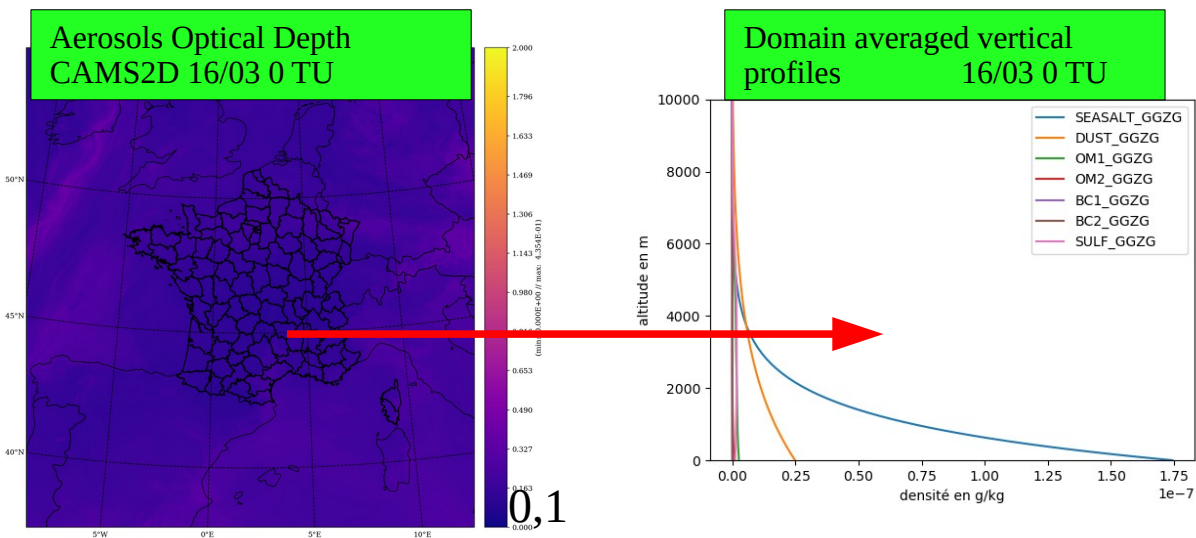 Aerosols Optical Depth
CAMS2D 16/03 0 TU
2.000
1.796
1.633
1.469
1.306
1.143
0.980
0.653
0.490
0.327
0.163
0.000
0,1
max: 4.354E-01)
50°N
45°N
40°N
5°W
0°E
5°E
10°E
Domain averaged vertical
profiles 16/03 0 TU
10000
8000
6000
4000
2000
0
altitude en m
SEASALT_GGZG
DUST_GGZG
OM1_GGZG
OM2_GGZG
BC1_GGZG
BC2_GGZG
SULF_GGZG
0.00
0.25
0.50
0.75
1.00
1.25
1.50
1.75
1e−7
densité en g/kg